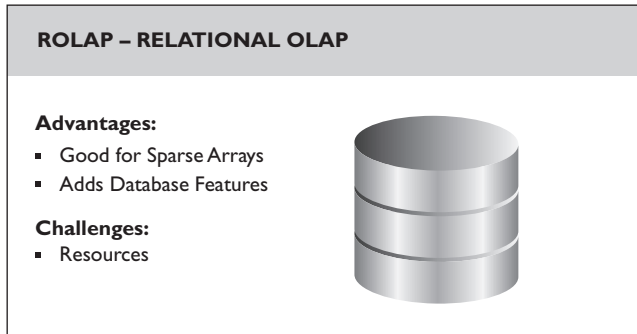 ROLAP – RELATIONAL OLAP
Advantages:
▪ Good for Sparse Arrays
▪ Adds Database Features
Challenges:
▪ Resources